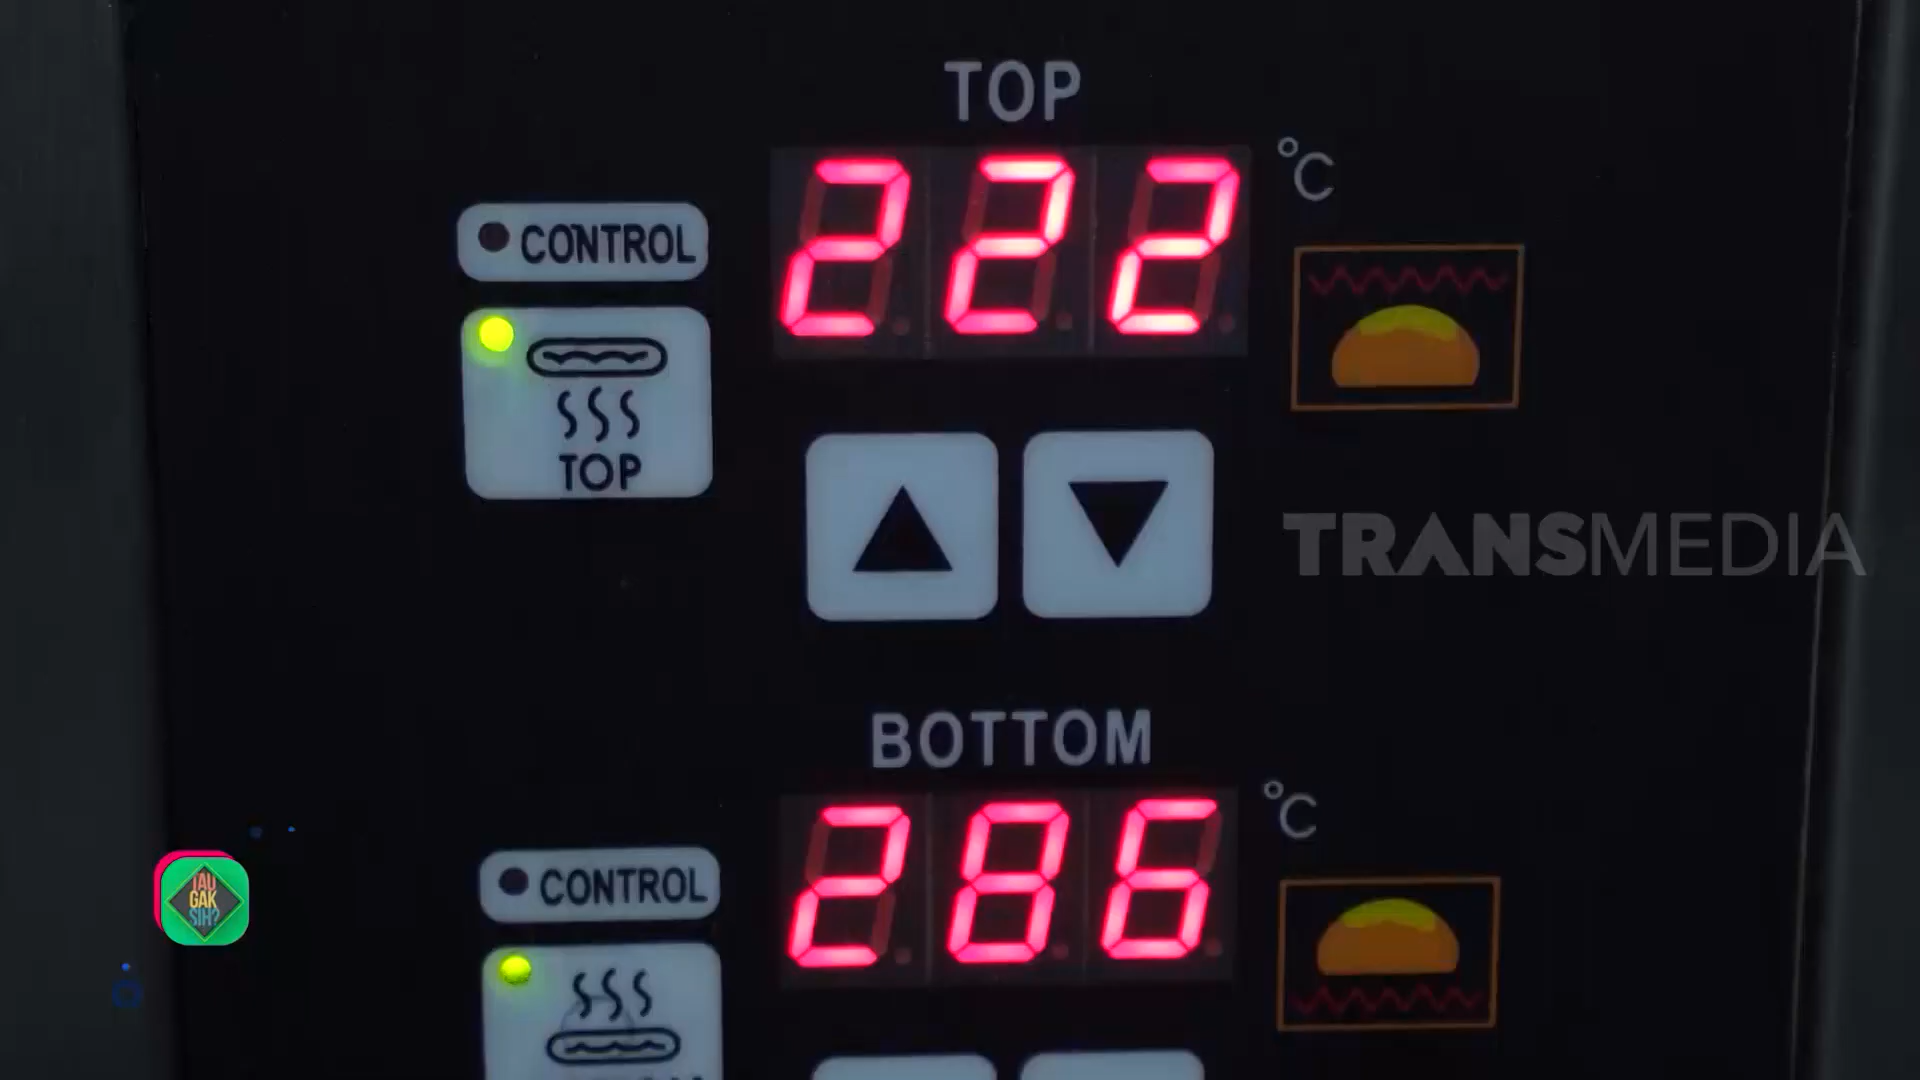 TOP
222 °C
CONTROL
TOP
TRANSMEDIA
BOTTOM
286 °C
CONTROL
TAU
GAK
SIH?